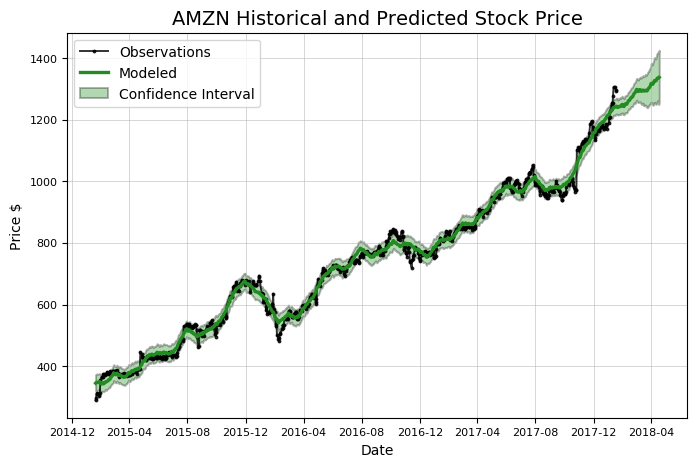 AMZN Historical and Predicted Stock Price
Observations
Modeled
Confidence Interval
Price $
1400
1200
1000
800
600
400
2014-12 2015-04 2015-08 2015-12 2016-04 2016-08 2016-12 2017-04 2017-08 2017-12 2018-04
Date